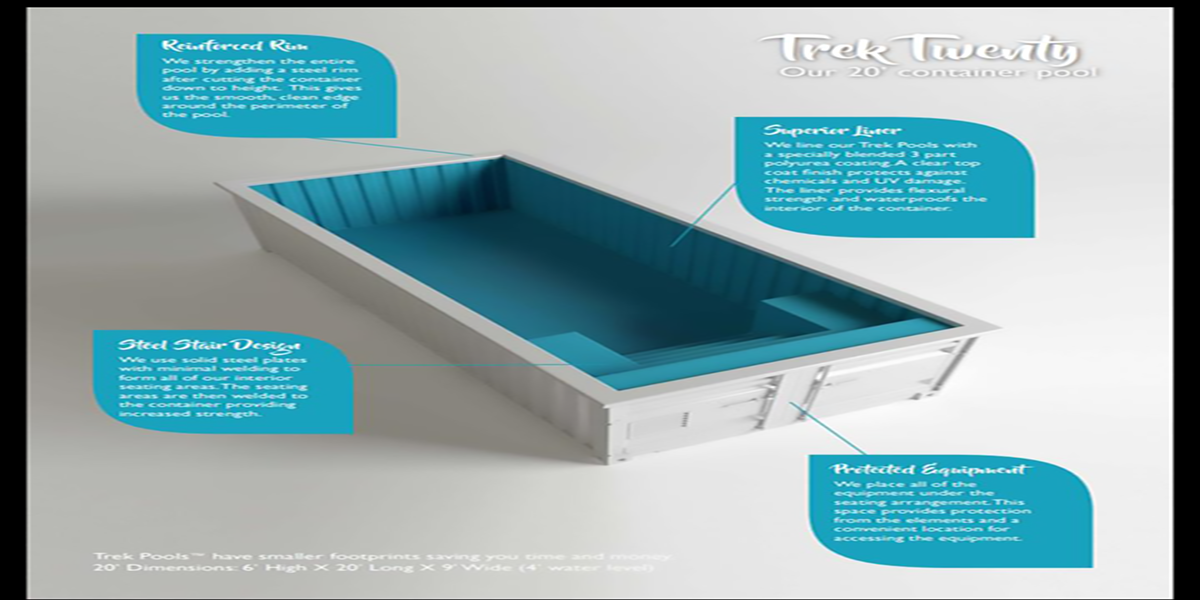 Trek Twenty
Our 20' container pool
Reinforced Rim
We strengthen the entire
pool by adding a steel rim
after cutting the container
down to height. This gives
us the smooth, clean edge
around the perimeter of
the pool.
Superior Liner
We line our Trek Pools with
a specially blended 3 part
polyurea coating. A clear top
coat finish protects against
chemicals and UV damage.
The liner provides flexural
strength and waterproofs the
interior of the container.
Steel Stair Design
We use solid steel plates
with minimal welding to
form all of our interior
seating areas. The seating
areas are then welded to
the container providing
increased strength.
Protected Equipment
We place all of the
equipment under the
seating arrangement. This
space provides protection
from the elements and a
convenient location for
accessing the equipment.
Trek Pools™ have smaller footprints saving you time and money
20' Dimensions: 6' High X 20' Long X 9' Wide (4' water level)